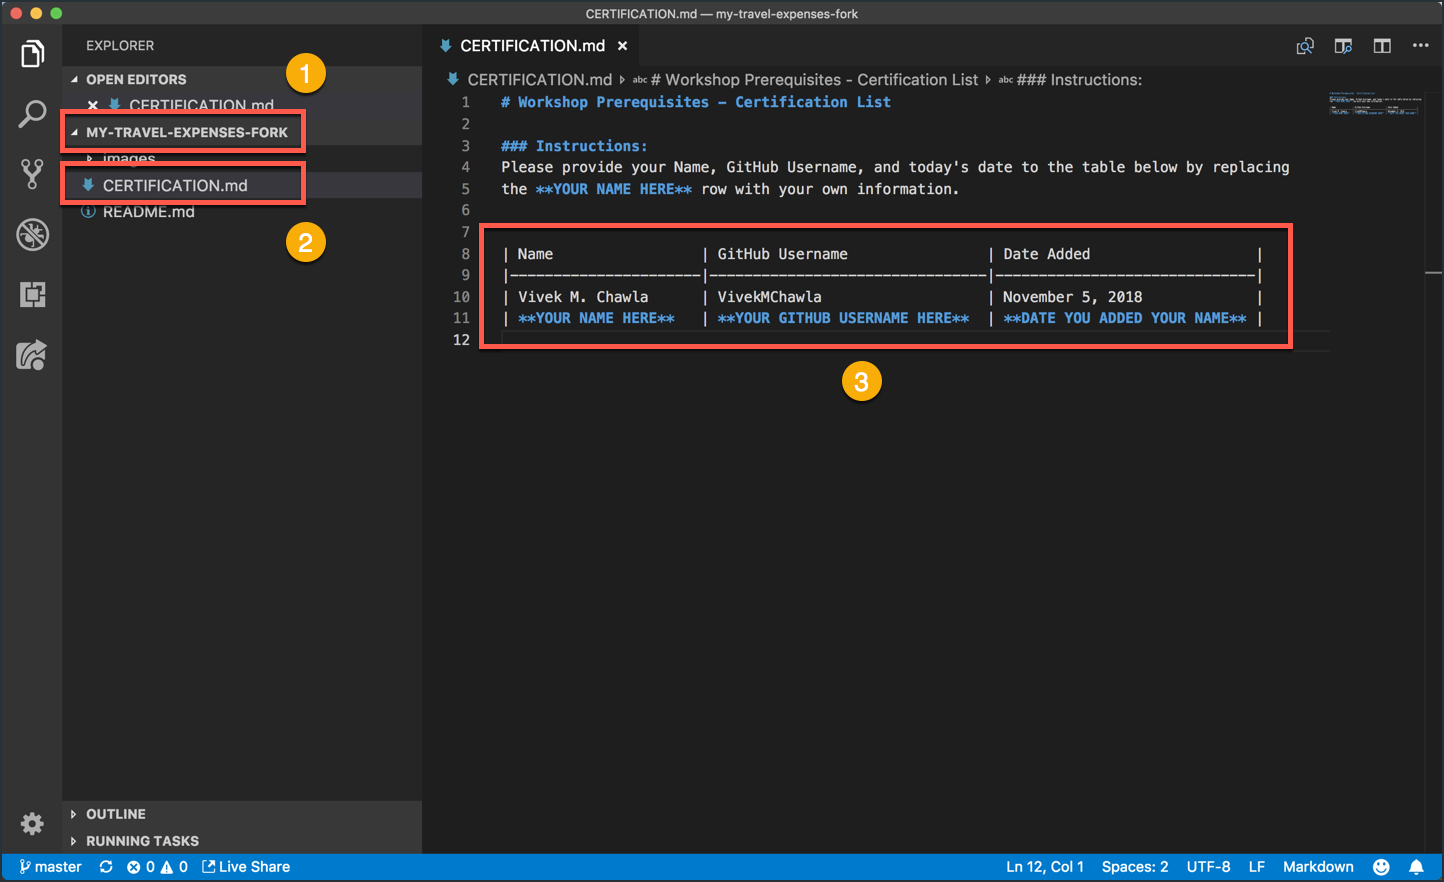 CERTIFICATION.md — my-travel-expenses-fork
EXPLORER
OPEN EDITORS
CERTIFICATION.md
MY-TRAVEL-EXPENSES-FORK
images
CERTIFICATION.md
README.md
1
2
CERTIFICATION.md
CERTIFICATION.md abc # Workshop Prerequisites - Certification List abc ### Instructions:
1 # Workshop Prerequisites - Certification List
2
3 ### Instructions:
4 Please provide your Name, GitHub Username, and today's date to the table below by replacing
5 the **YOUR NAME HERE** row with your own information.
6
7
8 | Name | GitHub Username | Date Added |
9 |----------------------|--------------------------------|------------------------------|
10 | Vivek M. Chawla | VivekMChawla | November 5, 2018 |
11 | **YOUR NAME HERE** | **YOUR GITHUB USERNAME HERE** | **DATE YOU ADDED YOUR NAME** |
12
3
OUTLINE
RUNNING TASKS
master 0 0 Live Share Ln 12, Col 1 Spaces: 2 UTF-8 LF Markdown